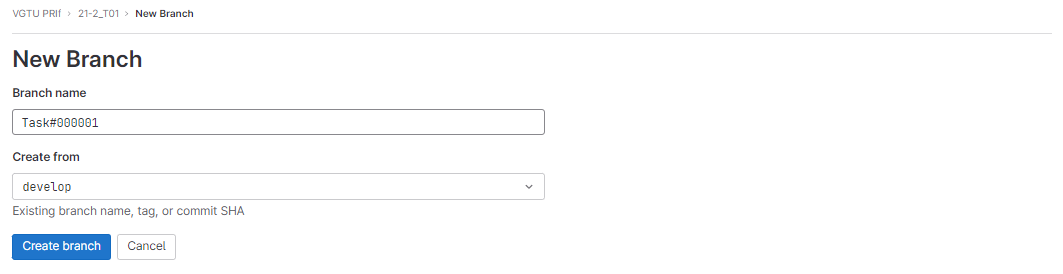 VGTU PRIf › 21-2_T01 › New Branch
New Branch
Branch name
Task#000001
Create from
develop
Existing branch name, tag, or commit SHA
Create branch Cancel